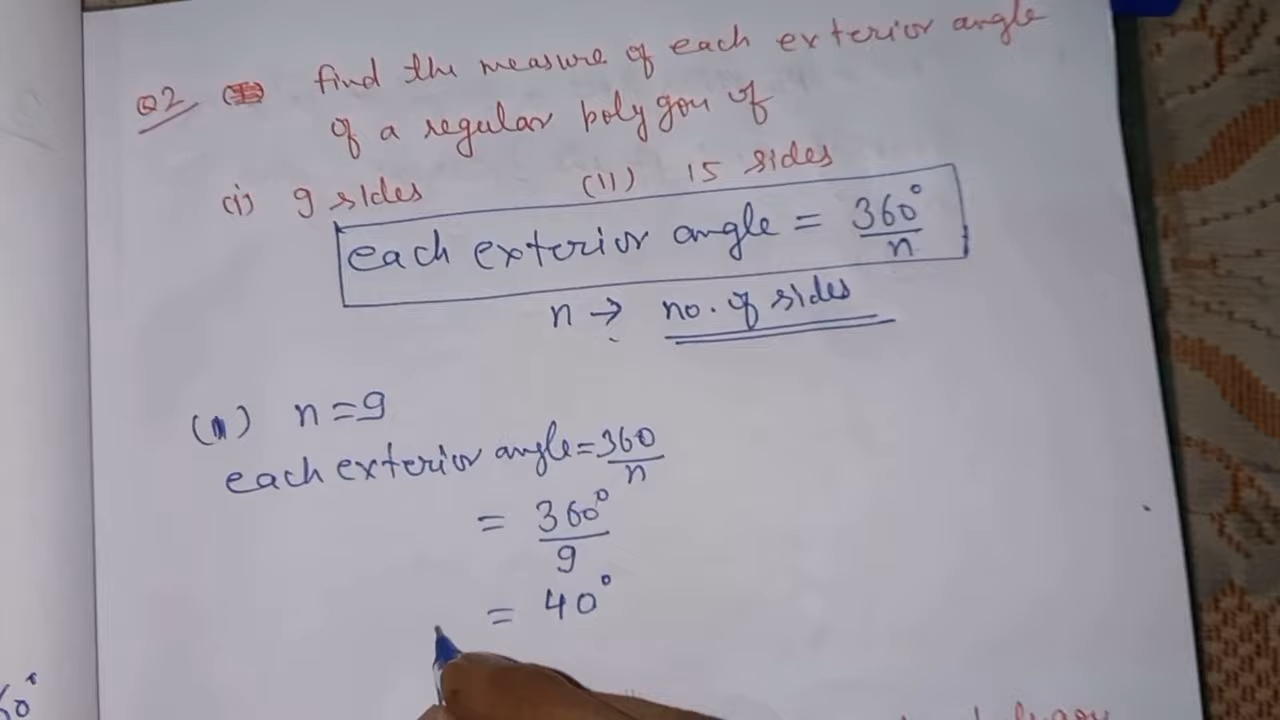 Q2 find the measure of each exterior angle
of a regular polygon of
(i) 9 sides (II) 15 sides
each exterior angle = 360°/n
n → no. of sides
(1) n = 9
each exterior angle = 360/n
= 360°/9
= 40°